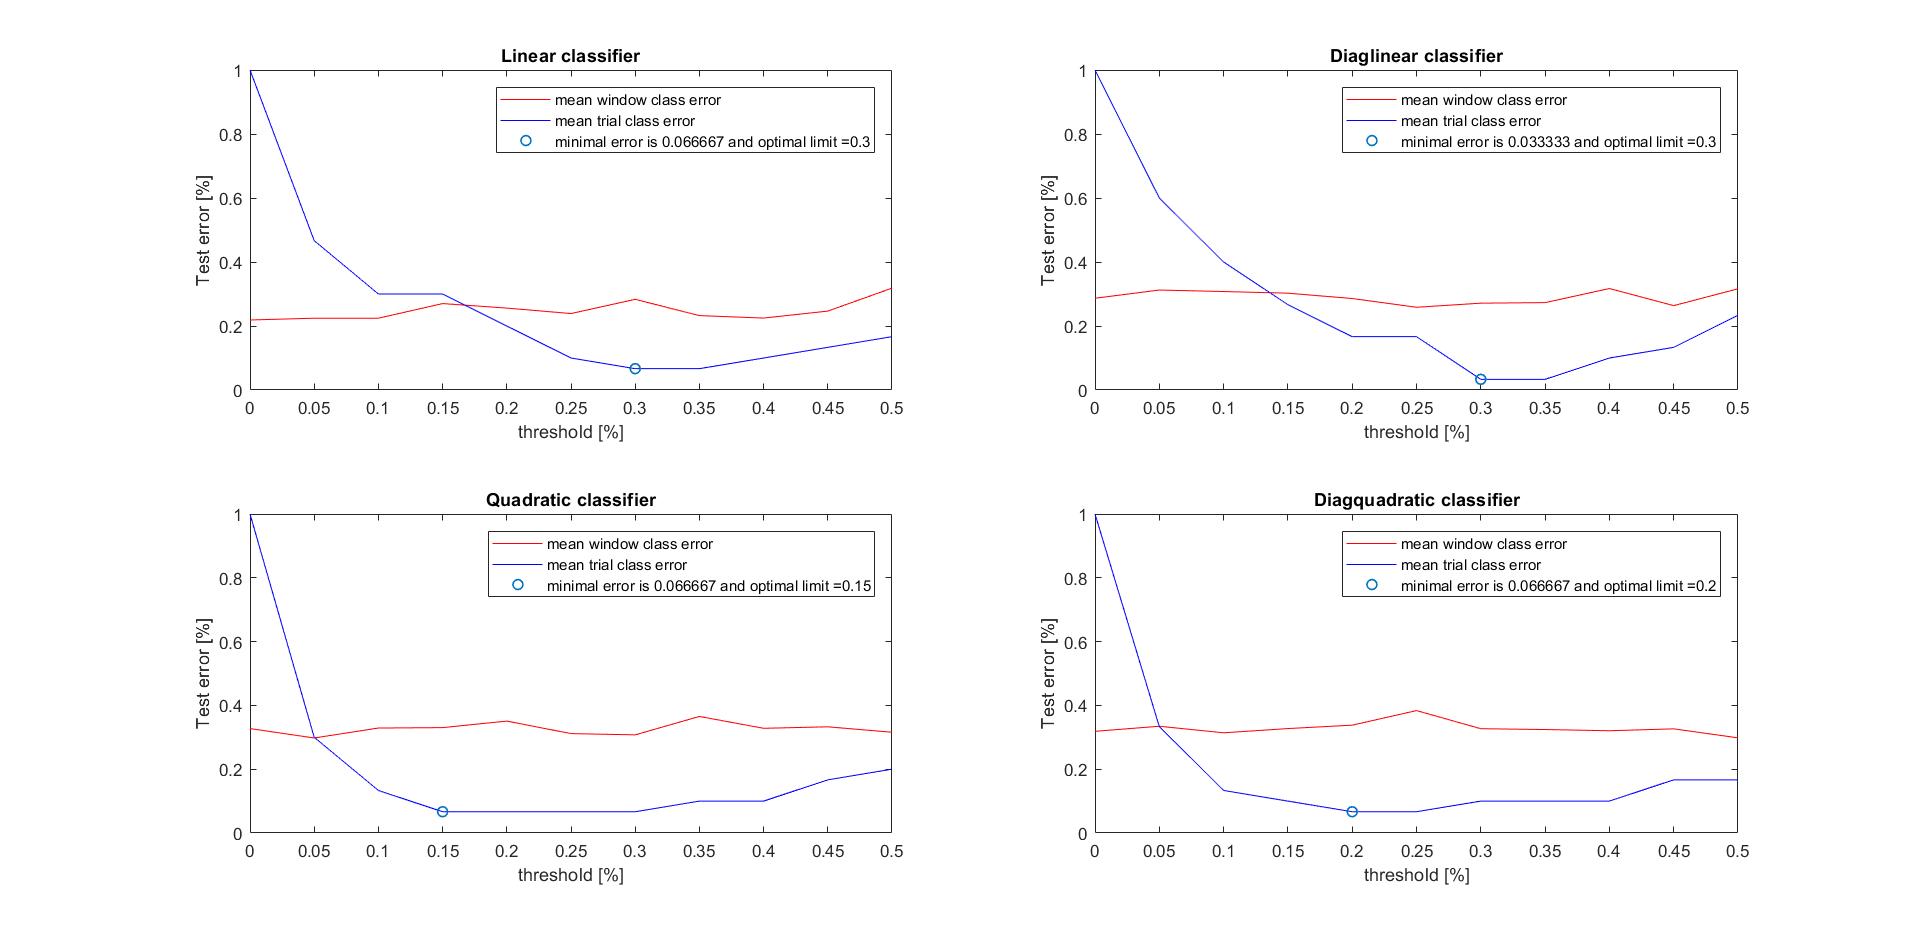 Linear classifier
1
0.8
0.6
0.4
0.2
0
Test error [%]
mean window class error
mean trial class error
minimal error is 0.066667 and optimal limit =0.3
0 0.05 0.1 0.15 0.2 0.25 0.3 0.35 0.4 0.45 0.5
threshold [%]
Diaglinear classifier
1
0.8
0.6
0.4
0.2
0
Test error [%]
mean window class error
mean trial class error
minimal error is 0.033333 and optimal limit =0.3
0 0.05 0.1 0.15 0.2 0.25 0.3 0.35 0.4 0.45 0.5
threshold [%]
Quadratic classifier
1
0.8
0.6
0.4
0.2
0
Test error [%]
mean window class error
mean trial class error
minimal error is 0.066667 and optimal limit =0.15
0 0.05 0.1 0.15 0.2 0.25 0.3 0.35 0.4 0.45 0.5
threshold [%]
Diagquadratic classifier
1
0.8
0.6
0.4
0.2
0
Test error [%]
mean window class error
mean trial class error
minimal error is 0.066667 and optimal limit =0.2
0 0.05 0.1 0.15 0.2 0.25 0.3 0.35 0.4 0.45 0.5
threshold [%]